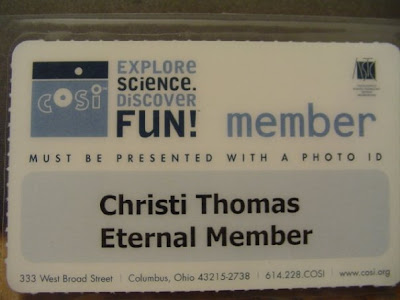 EXPLORE
SCIENCE.
DISCOVER
FUN!
COSI
member
MUST BE PRESENTED WITH A PHOTO ID
Christi Thomas
Eternal Member
333 West Broad Street | Columbus, Ohio 43215-2738 | 614.228.COSI | www.cosi.org